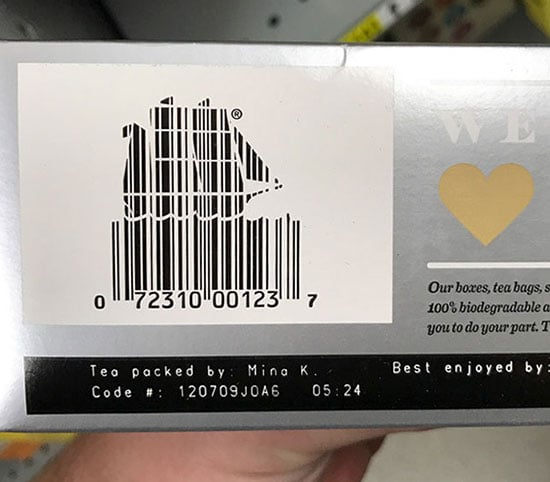 ®
WE
0 72310 00123 7
Our boxes, tea bags, s
100% biodegradable a
you to do your part. T
Tea packed by: Mina K. Best enjoyed by:
Code #: 120709J0A6 05:24